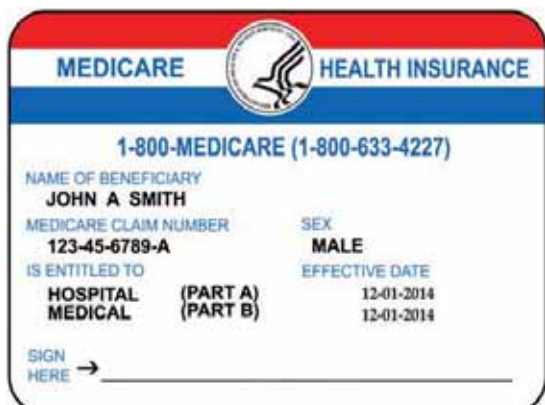 MEDICARE HEALTH INSURANCE
1-800-MEDICARE (1-800-633-4227)
NAME OF BENEFICIARY
JOHN A SMITH
MEDICARE CLAIM NUMBER SEX
123-45-6789-A MALE
IS ENTITLED TO EFFECTIVE DATE
HOSPITAL (PART A) 12-01-2014
MEDICAL (PART B) 12-01-2014
SIGN
HERE →